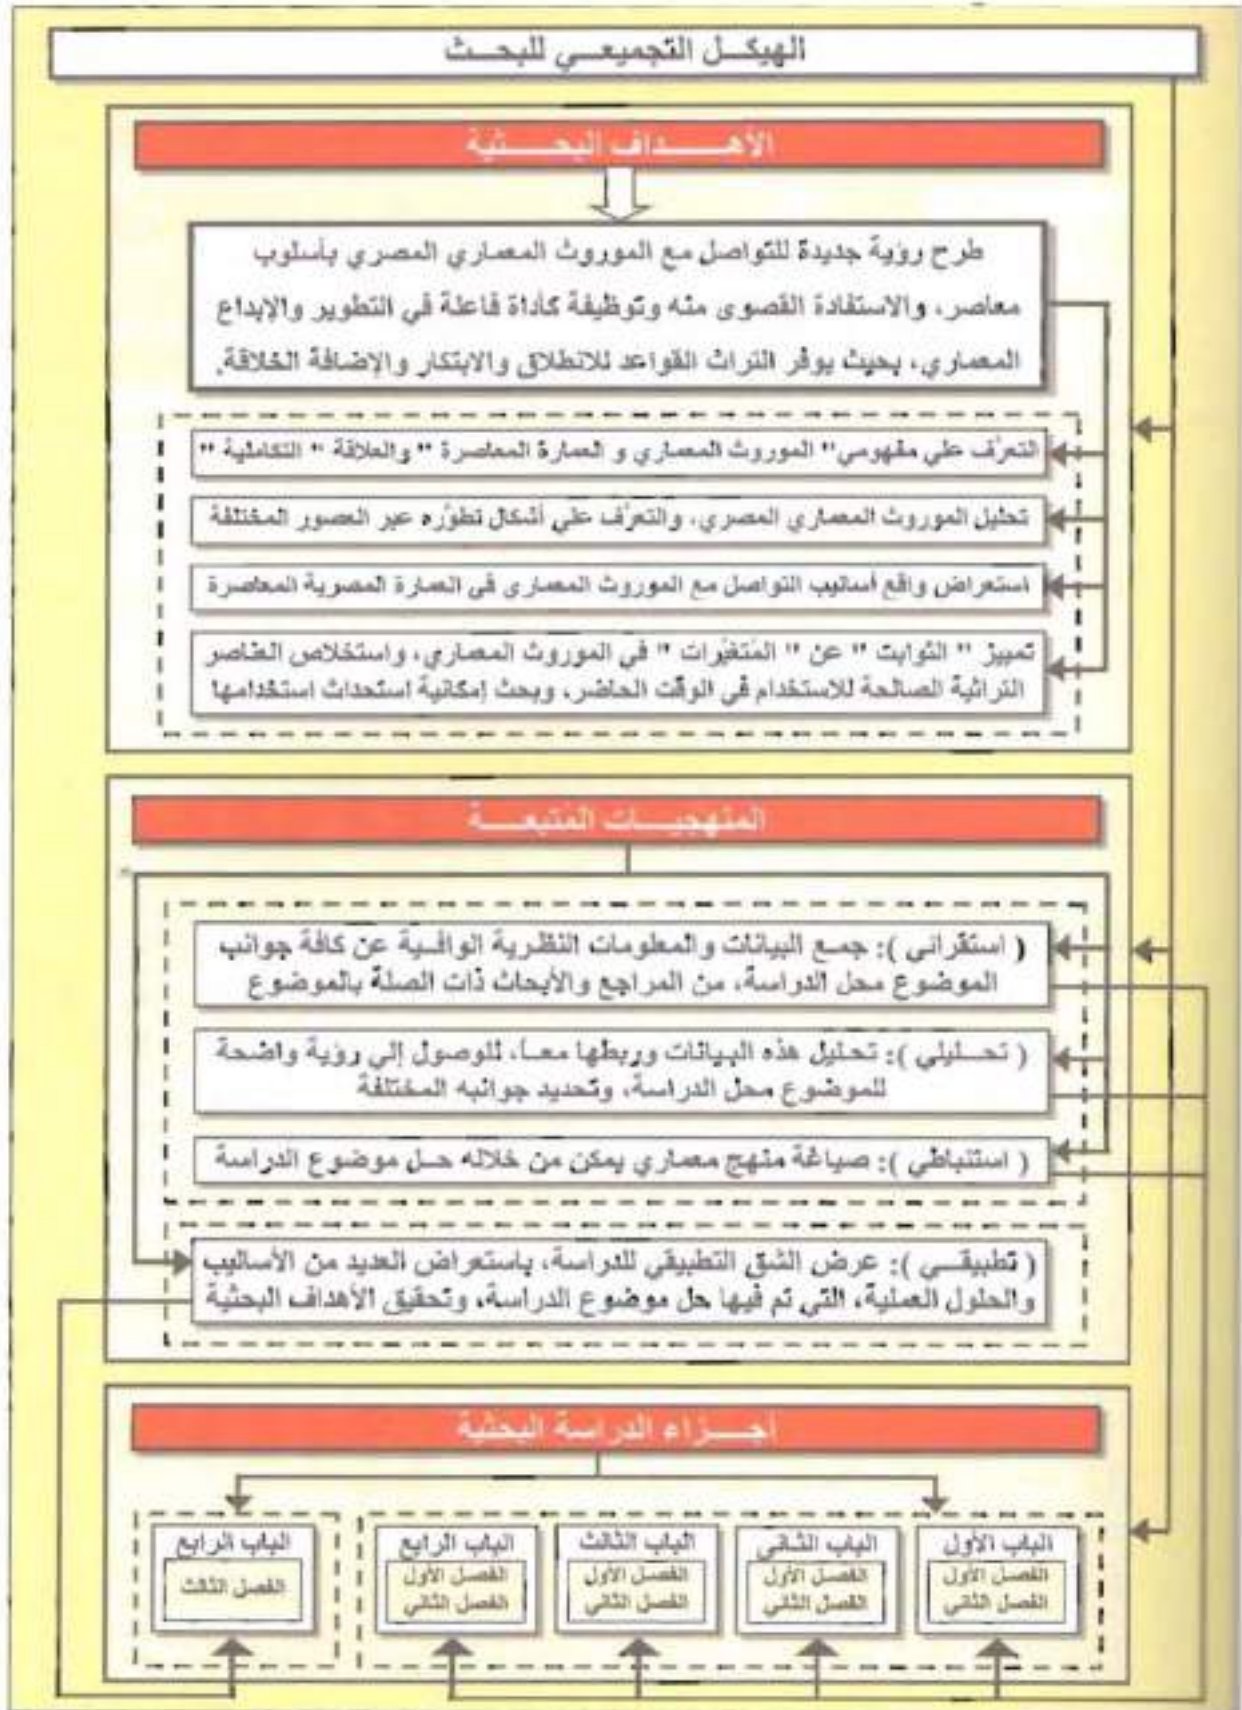 الهيكل التجميعي للبحث
الأهداف البحثية
طرح رؤية جديدة للتواصل مع الموروث المعماري المصري بأسلوب
معاصر، والاستفادة القصوى منه وتوظيفة كأداة فاعلة في التطوير والإبداع
المعماري، بحيث يوفر التراث القواعد للانطلاق والابتكار والإضافة الخلاقة.
التعرف علي مفهومي" الموروث المعماري و العمارة المعاصرة " والعلاقة " التكاملية "
تحليل الموروث المعماري المصري، والتعرف علي أشكال تطوره عبر العصور المختلفة
استعراض واقع أساليب التواصل مع الموروث المعماري في العمارة المصرية المعاصرة
تمييز " الثوابت " عن " المتغيرات " في الموروث المعماري، واستخلاص العناصر
التراثية الصالحة للاستخدام في الوقت الحاضر، وبحث إمكانية استحداث استخدامها
المنهجيات المتبعة
( استقرائي ): جمع البيانات والمعلومات النظرية الوافية عن كافة جوانب
الموضوع محل الدراسة، من المراجع والأبحاث ذات الصلة بالموضوع
( تحليلي ): تحليل هذه البيانات وربطها معاً، للوصول إلي رؤية واضحة
للموضوع محل الدراسة، وتحديد جوانبه المختلفة
( استنباطي ): صياغة منهج معماري يمكن من خلاله حل موضوع الدراسة
( تطبيقي ): عرض الشق التطبيقي للدراسة، باستعراض العديد من الأساليب
والحلول العملية، التي تم فيها حل موضوع الدراسة، وتحقيق الأهداف البحثية
أجزاء الدراسة البحثية
الباب الأول
الفصل الأول
الفصل الثاني
الباب الثاني
الفصل الأول
الفصل الثاني
الباب الثالث
الفصل الأول
الفصل الثاني
الباب الرابع
الفصل الأول
الفصل الثاني
الباب الرابع
الفصل الثالث